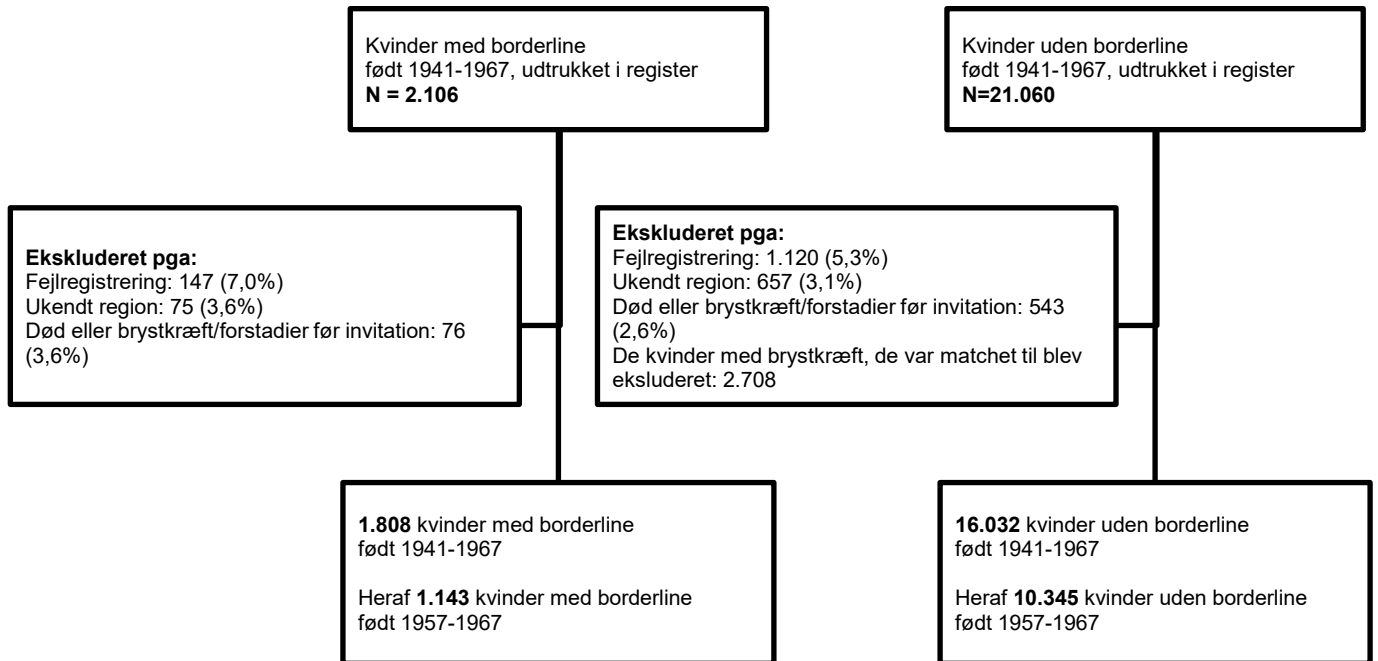 Kvinder med borderline
født 1941-1967, udtrukket i register
N = 2.106
Kvinder uden borderline
født 1941-1967, udtrukket i register
N=21.060
Ekskluderet pga:
Fejlregistrering: 147 (7,0%)
Ukendt region: 75 (3,6%)
Død eller brystkræft/forstadier før invitation: 76
(3,6%)
Ekskluderet pga:
Fejlregistrering: 1.120 (5,3%)
Ukendt region: 657 (3,1%)
Død eller brystkræft/forstadier før invitation: 543
(2,6%)
De kvinder med brystkræft, de var matchet til blev
eksluderet: 2.708
1.808 kvinder med borderline
født 1941-1967
Heraf 1.143 kvinder med borderline
født 1957-1967
16.032 kvinder uden borderline
født 1941-1967
Heraf 10.345 kvinder uden borderline
født 1957-1967